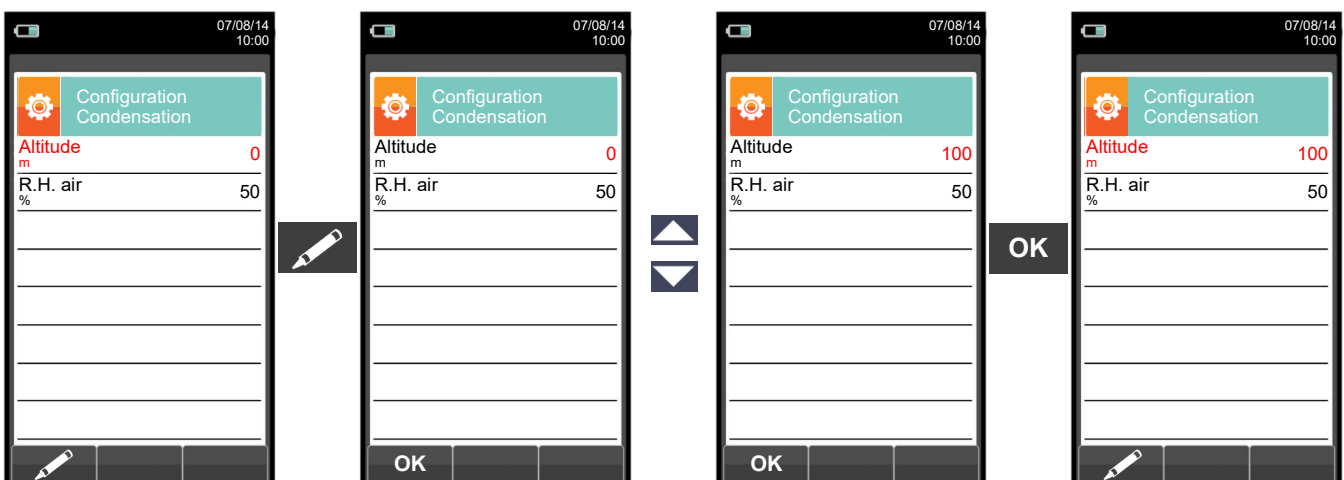 07/08/14
10:00
Configuration
Condensation
Altitude
m
0
R.H. air
%
50
07/08/14
10:00
Configuration
Condensation
Altitude
m
0
R.H. air
%
50
OK
07/08/14
10:00
Configuration
Condensation
Altitude
m
100
R.H. air
%
50
OK
OK
07/08/14
10:00
Configuration
Condensation
Altitude
m
100
R.H. air
%
50